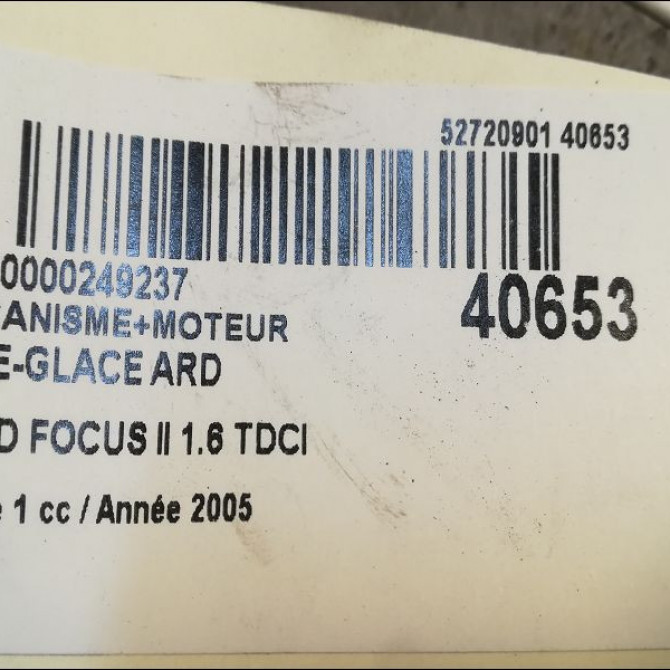 52720901 40653
0000249237
ANISME+MOTEUR
40653
E-GLACE ARD
D FOCUS II 1.6 TDCI
e 1 cc / Année 2005